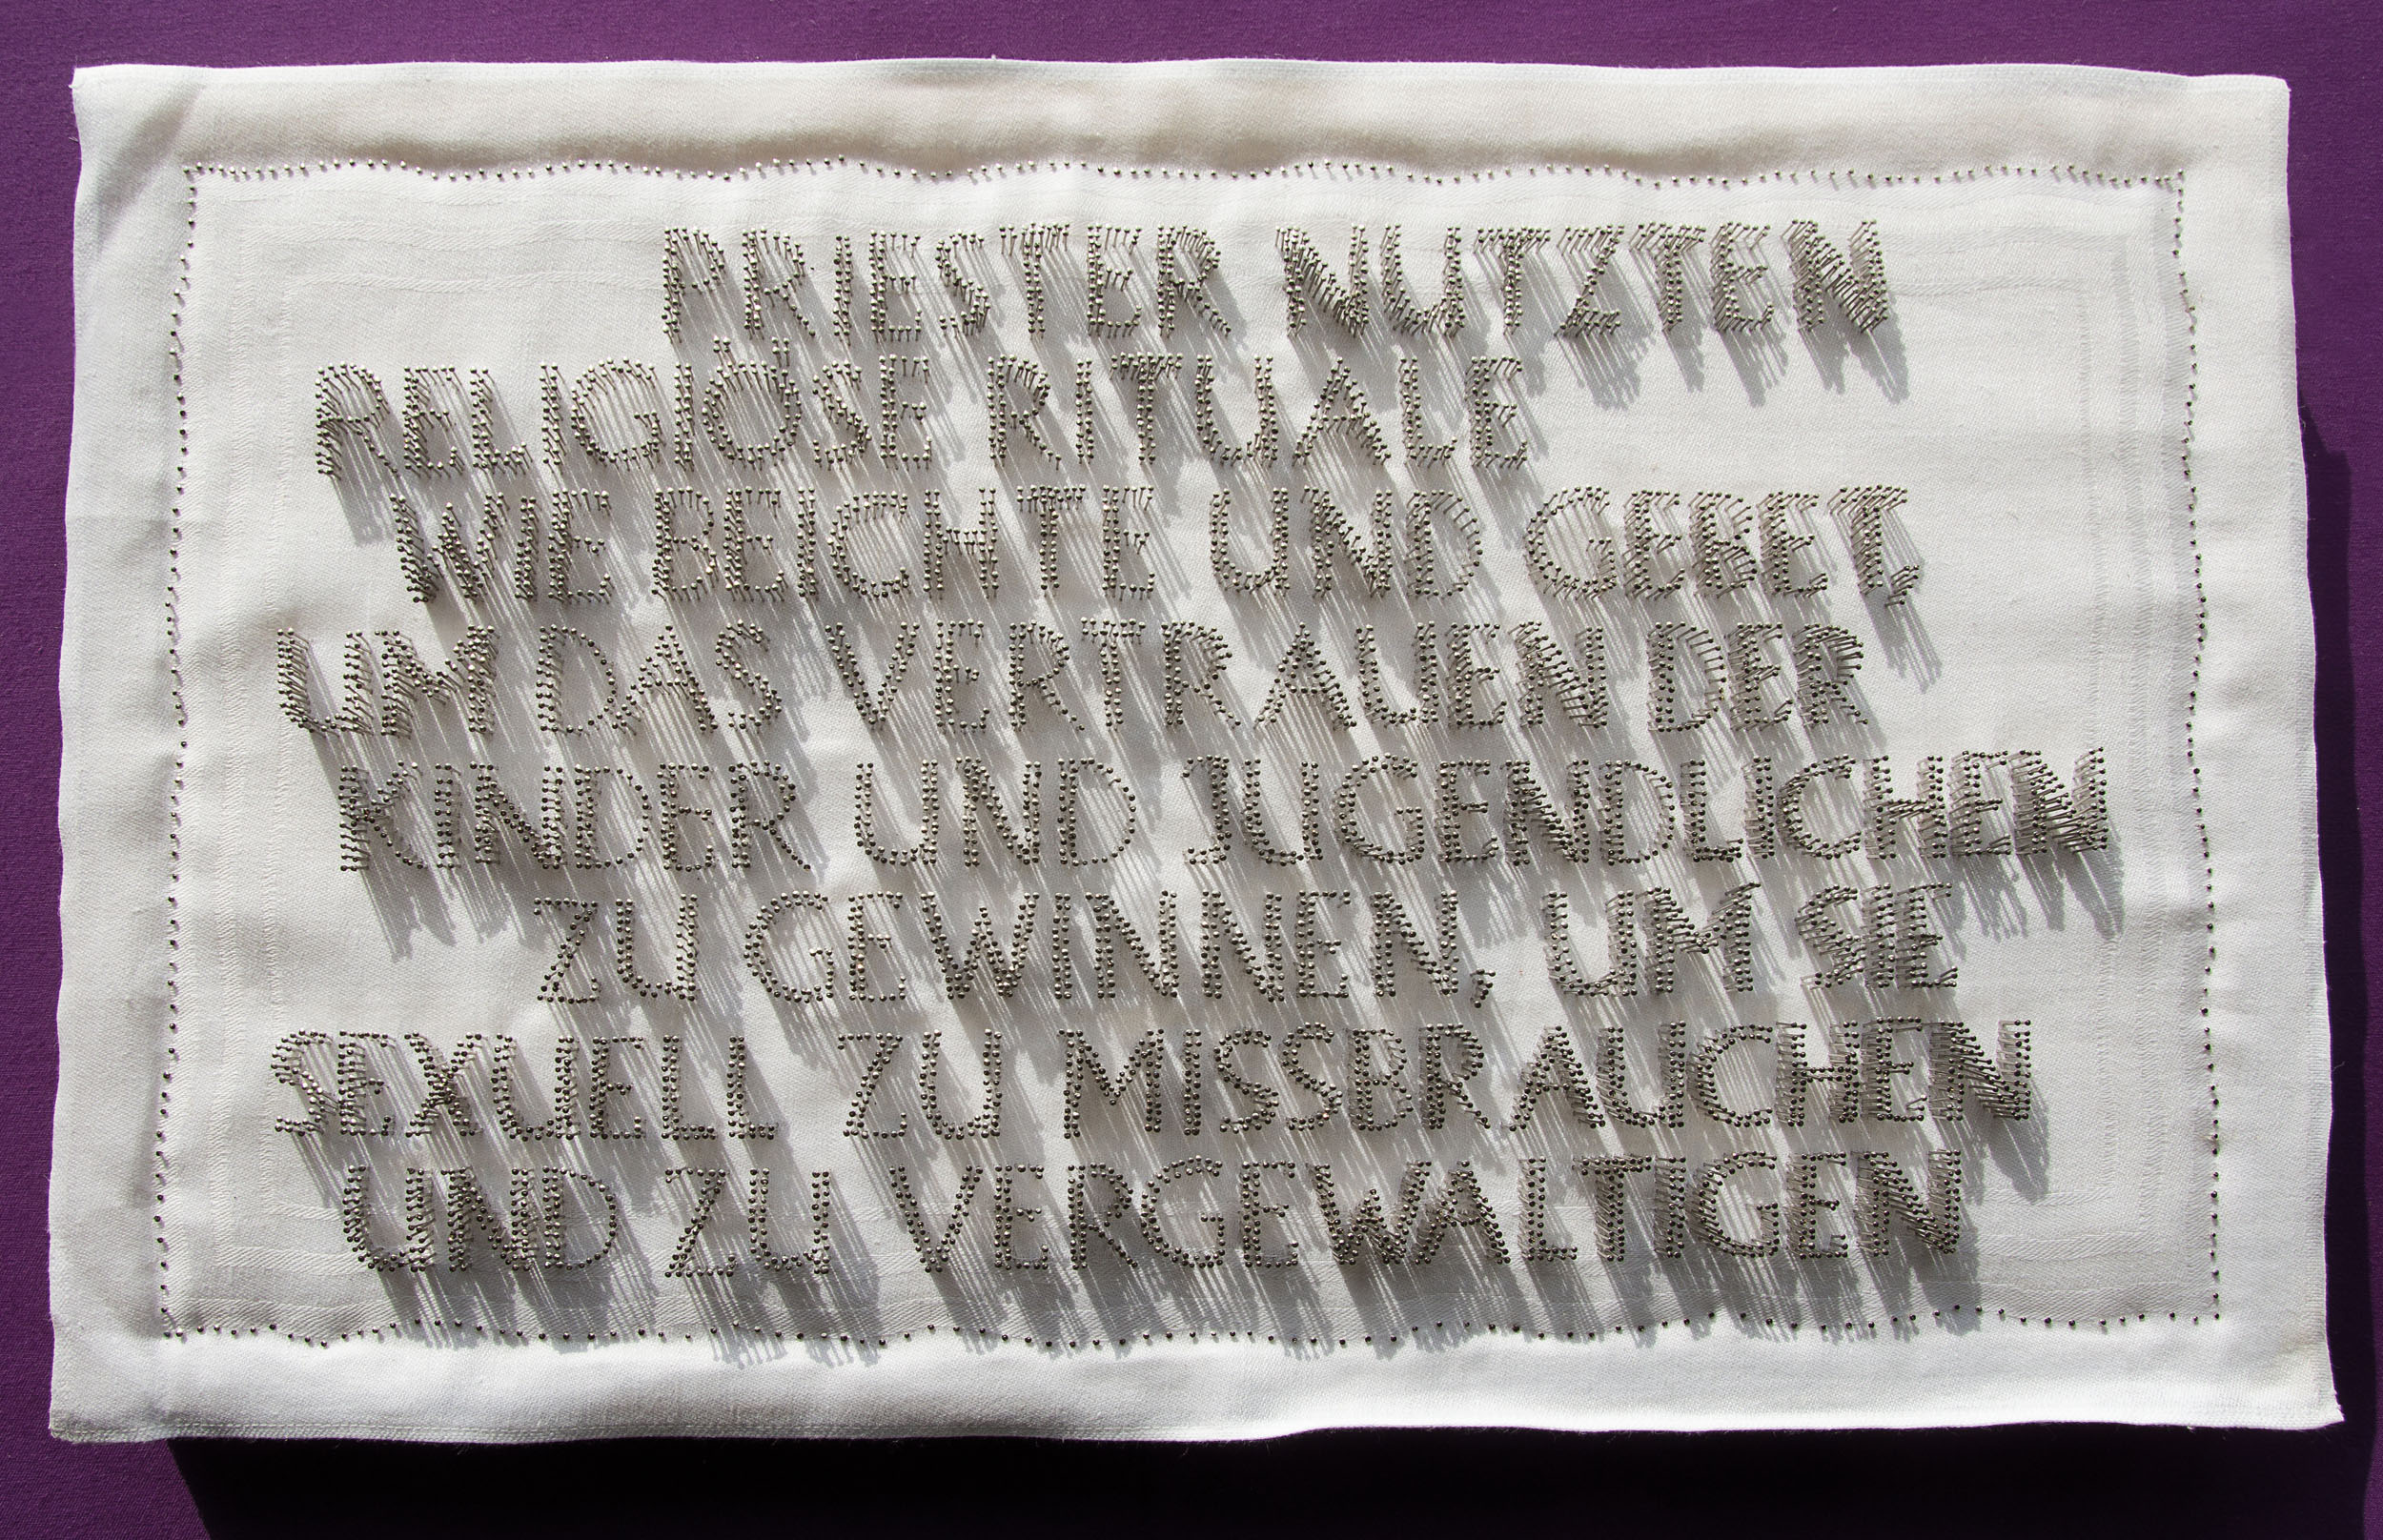 PRIESTER NUTZTEN
RELIGIÖSE RITUALE
WIE BEICHTE UND GEBET,
UM DAS VERTRAUEN DER
KINDER UND JUGENDLICHEN
ZU GEWINNEN, UM SIE
SEXUELL ZU MISSBRAUCHEN
UND ZU VERGEWALTIGEN